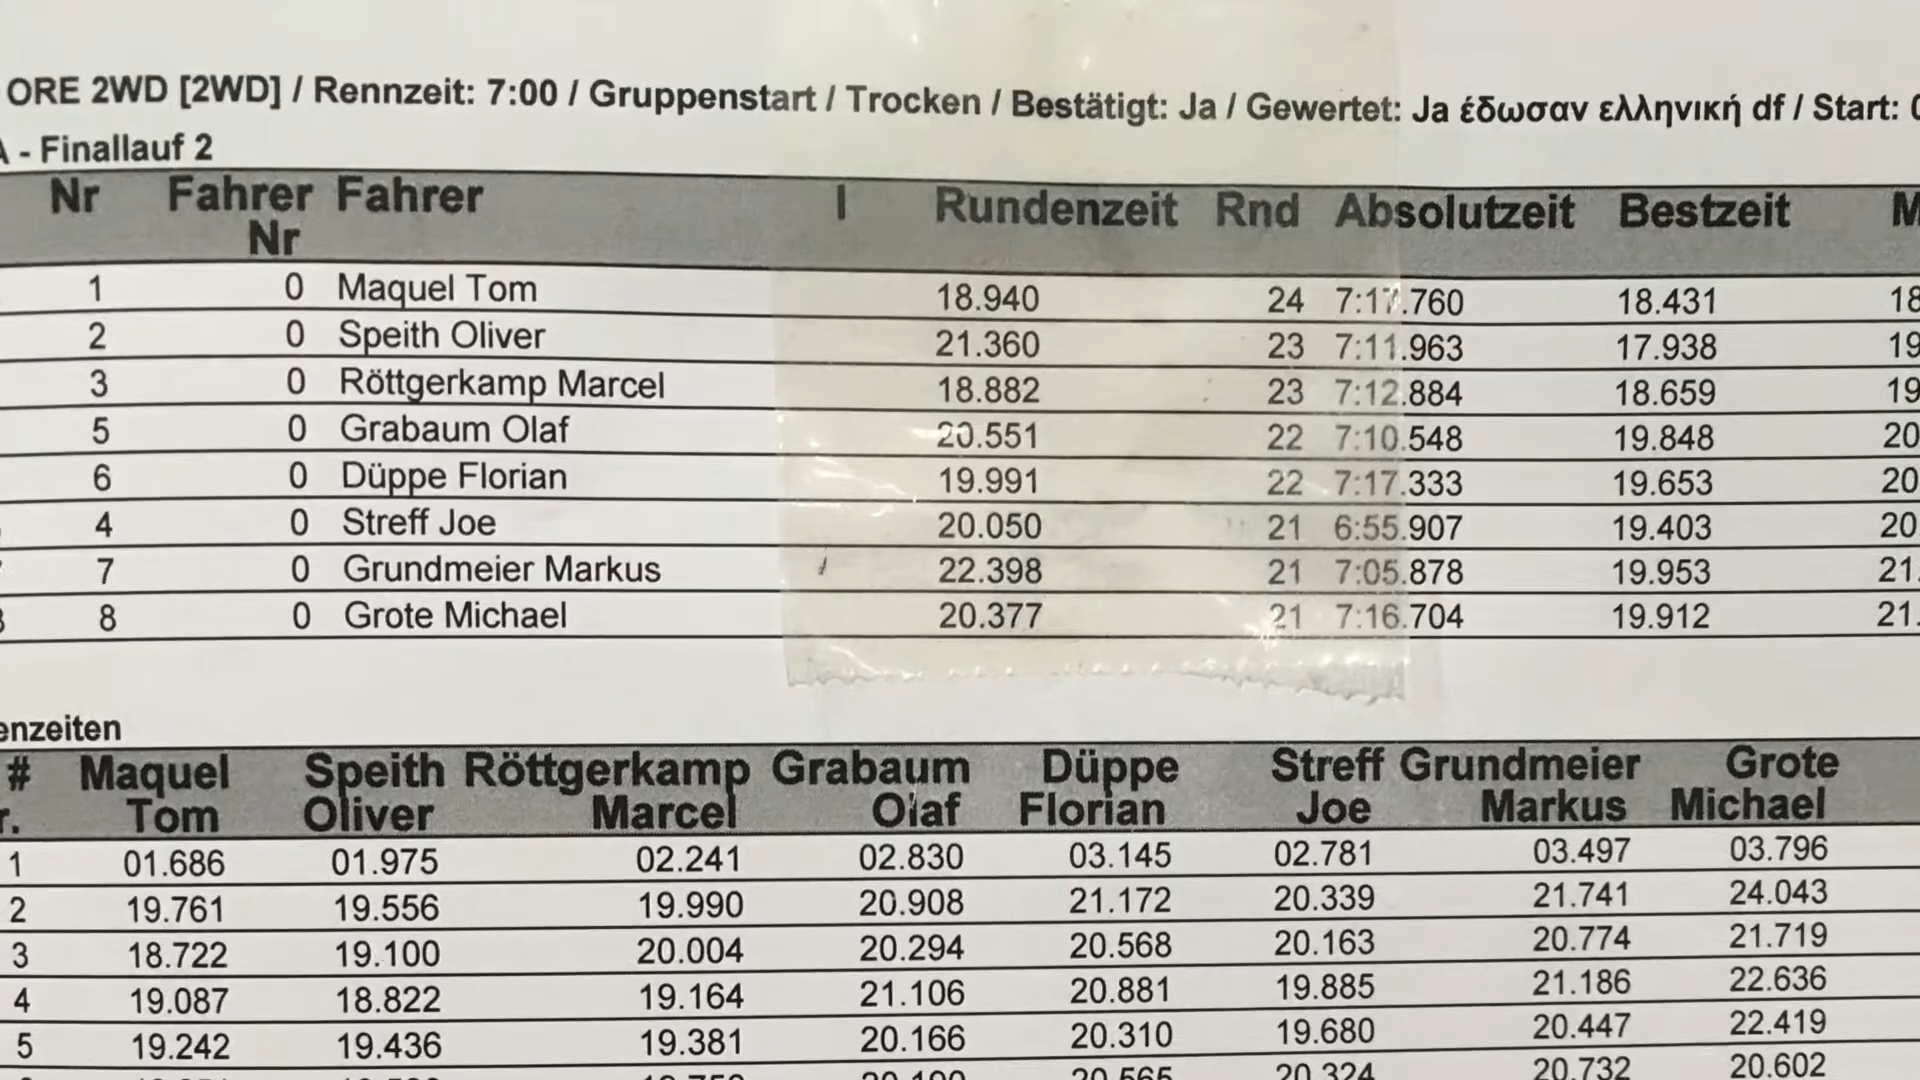 ORE 2WD [2WD] / Rennzeit: 7:00 / Gruppenstart / Trocken / Bestätigt: Ja / Gewertet: Ja έδωσαν ελληνική df / Start:
A - Finallauf 2
Nr Fahrer Nr Fahrer I Rundenzeit Rnd Absolutzeit Bestzeit M
1 0 Maquel Tom 18.940 24 7:17.760 18.431 18
2 0 Speith Oliver 21.360 23 7:11.963 17.938 19
3 0 Röttgerkamp Marcel 18.882 23 7:12.884 18.659 19
5 0 Grabaum Olaf 20.551 22 7:10.548 19.848 20
6 0 Düppe Florian 19.991 22 7:17.333 19.653 20
4 0 Streff Joe 20.050 21 6:55.907 19.403 20
7 0 Grundmeier Markus 22.398 21 7:05.878 19.953 21.
8 0 Grote Michael 20.377 21 7:16.704 19.912 21.
enzeiten
# Maquel Speith Röttgerkamp Grabaum Düppe Streff Grundmeier Grote
r. Tom Oliver Marcel Olaf Florian Joe Markus Michael
1 01.686 01.975 02.241 02.830 03.145 02.781 03.497 03.796
2 19.761 19.556 19.990 20.908 21.172 20.339 21.741 24.043
3 18.722 19.100 20.004 20.294 20.568 20.163 20.774 21.719
4 19.087 18.822 19.164 21.106 20.881 19.885 21.186 22.636
5 19.242 19.436 19.381 20.166 20.310 19.680 20.447 22.419
20.565 20.324 20.732 20.602